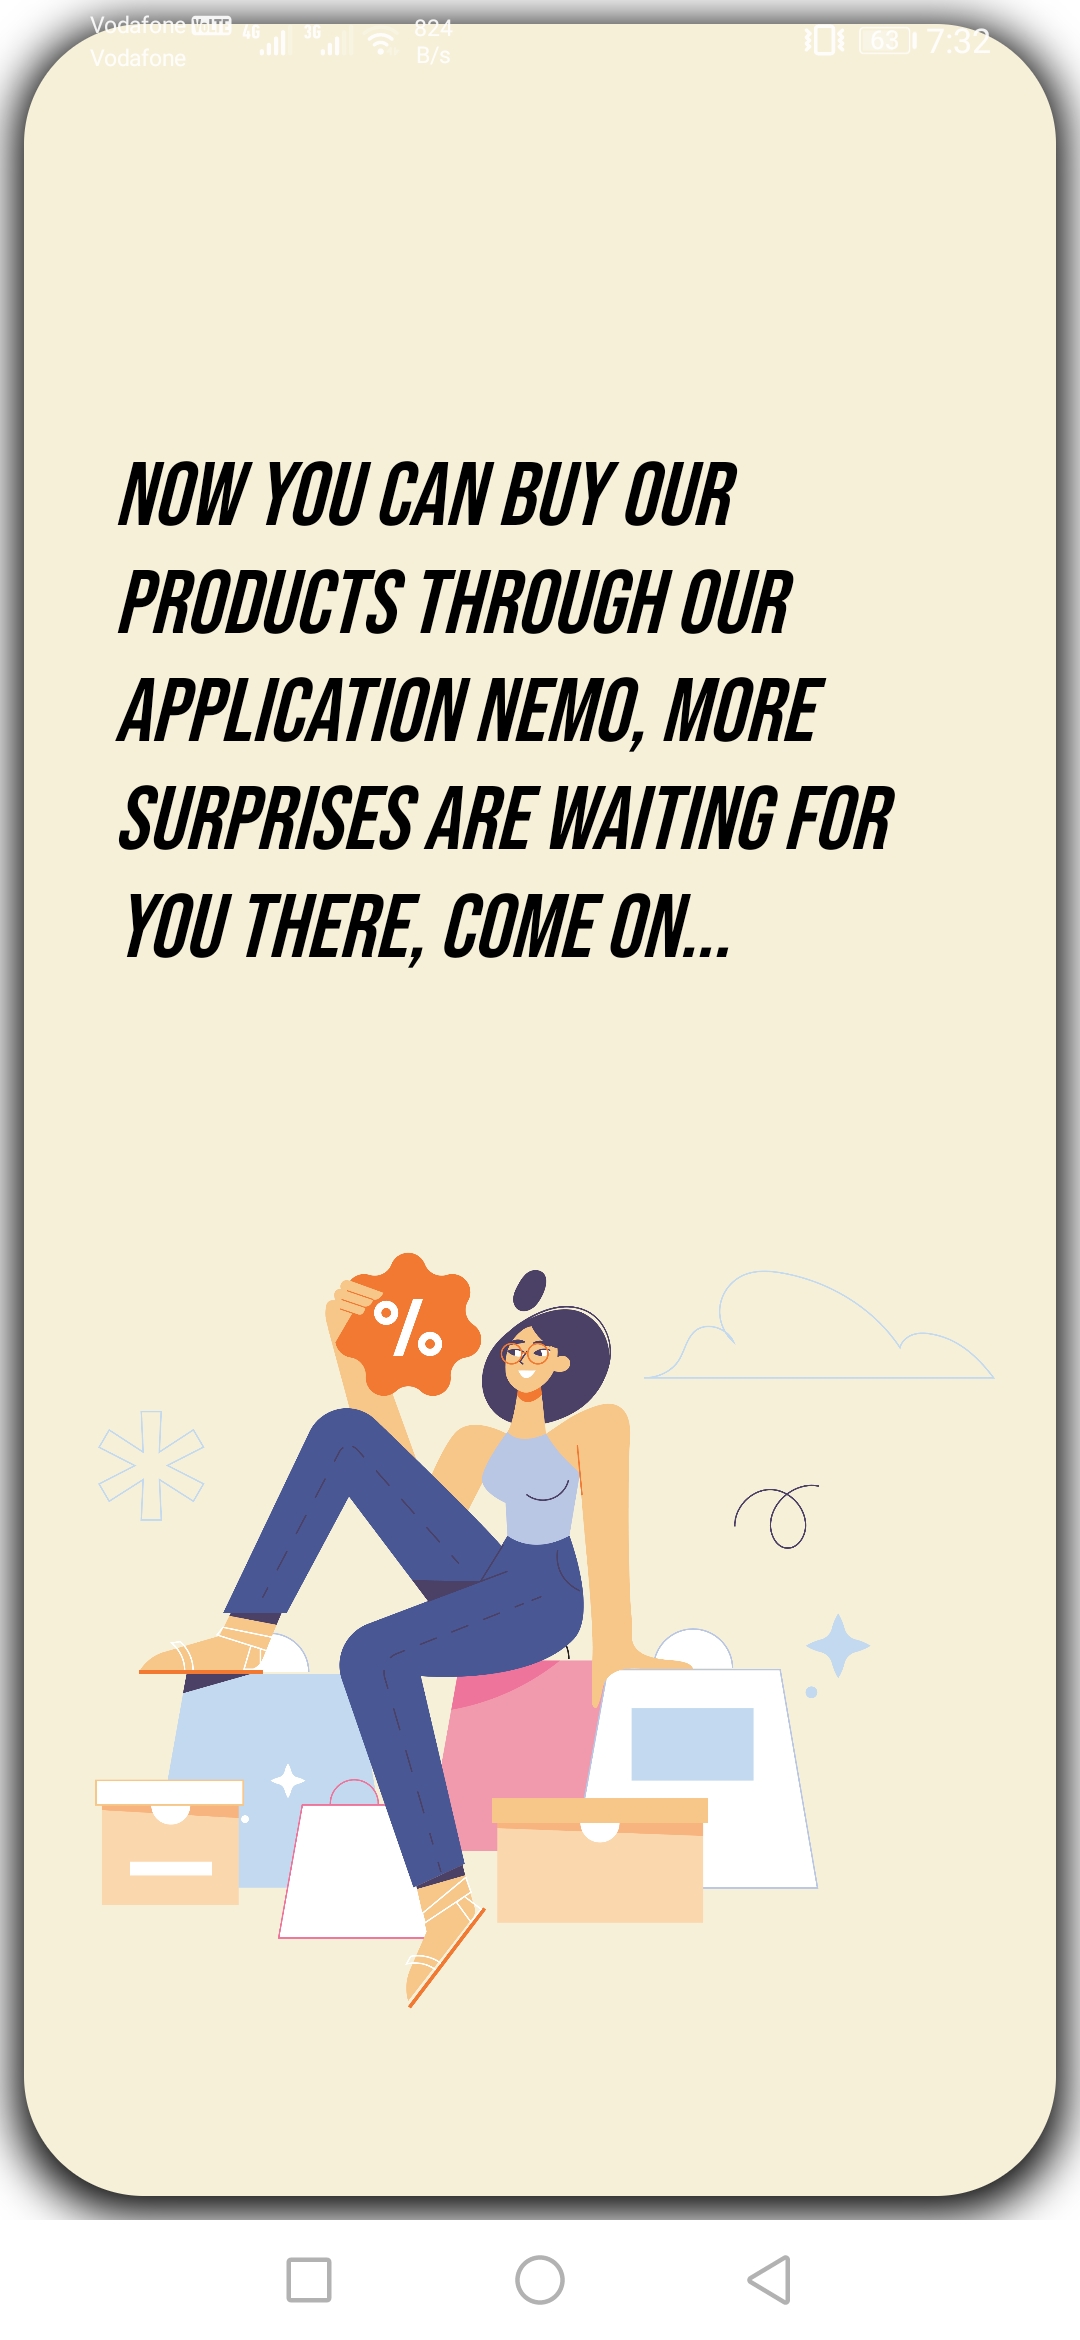 Vodafone VoLTE 4G 3G 824 B/s 63 7:32
Vodafone
NOW YOU CAN BUY OUR
PRODUCTS THROUGH OUR
APPLICATION NEMO, MORE
SURPRISES ARE WAITING FOR
YOU THERE, COME ON...
%